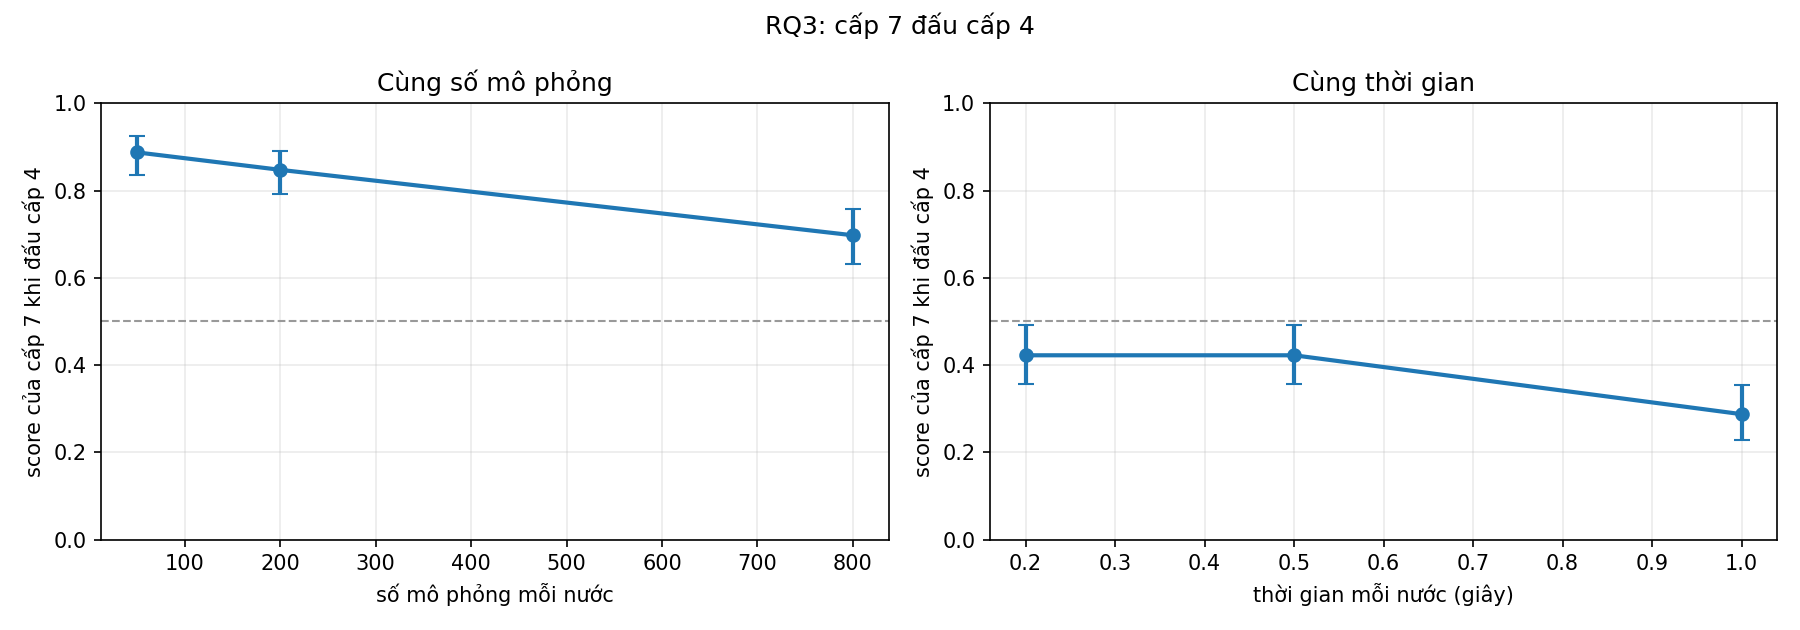 RQ3: cấp 7 đấu cấp 4
Cùng số mô phỏng
score của cấp 7 khi đấu cấp 4
1.0
0.8
0.6
0.4
0.2
0.0
100 200 300 400 500 600 700 800
số mô phỏng mỗi nước
Cùng thời gian
score của cấp 7 khi đấu cấp 4
1.0
0.8
0.6
0.4
0.2
0.0
0.2 0.3 0.4 0.5 0.6 0.7 0.8 0.9 1.0
thời gian mỗi nước (giây)